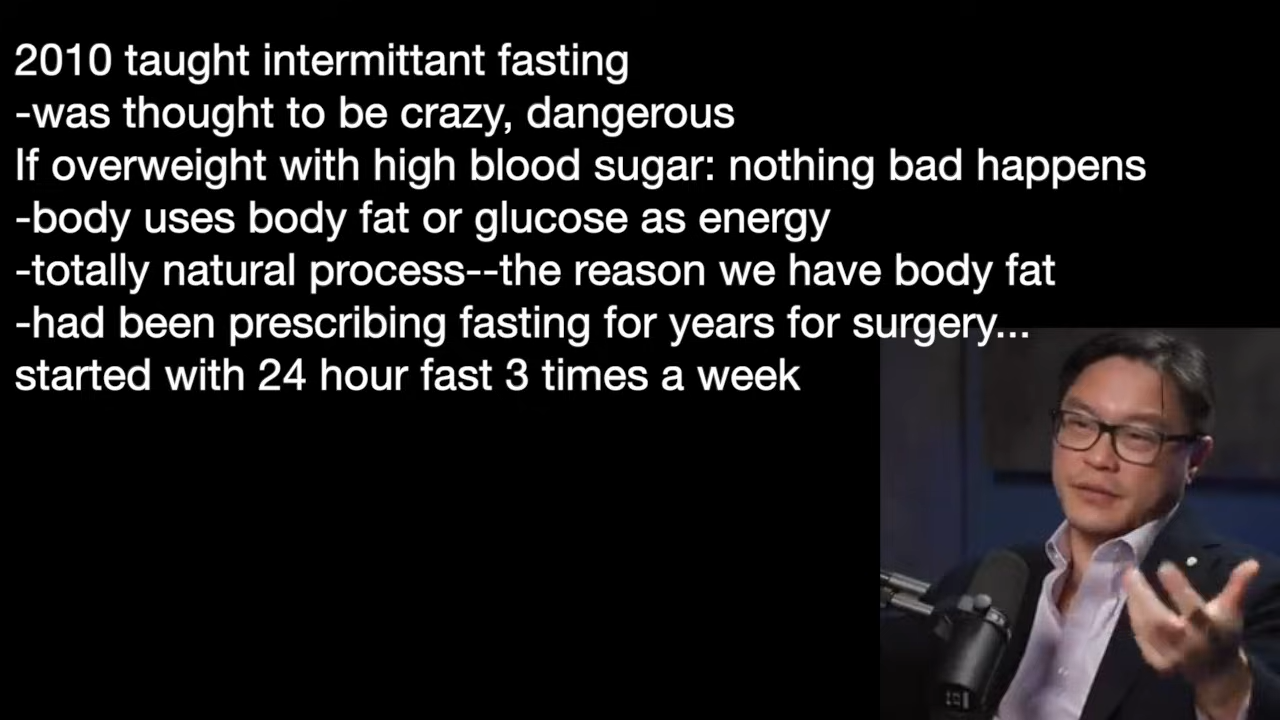 2010 taught intermittant fasting
-was thought to be crazy, dangerous
If overweight with high blood sugar: nothing bad happens
-body uses body fat or glucose as energy
-totally natural process--the reason we have body fat
-had been prescribing fasting for years for surgery...
started with 24 hour fast 3 times a week